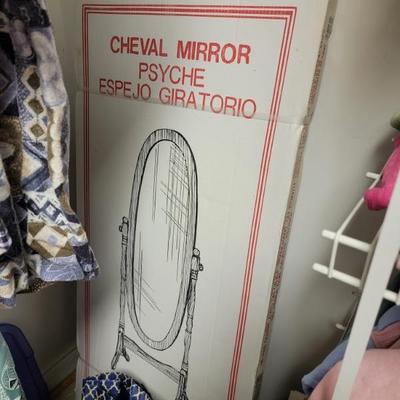 CHEVAL MIRROR
PSYCHE
ESPEJO GIRATORIO